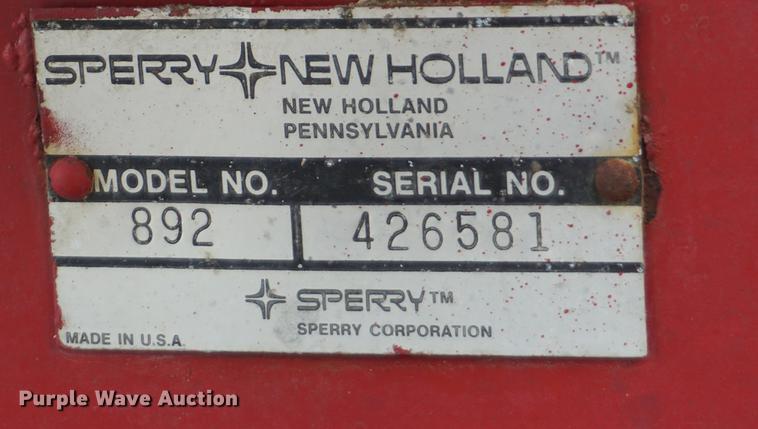 SPERRY NEW HOLLAND™
NEW HOLLAND
PENNSYLVANIA
MODEL NO. SERIAL NO.
892 426581
SPERRY™
SPERRY CORPORATION
MADE IN U.S.A.
Purple Wave Auction